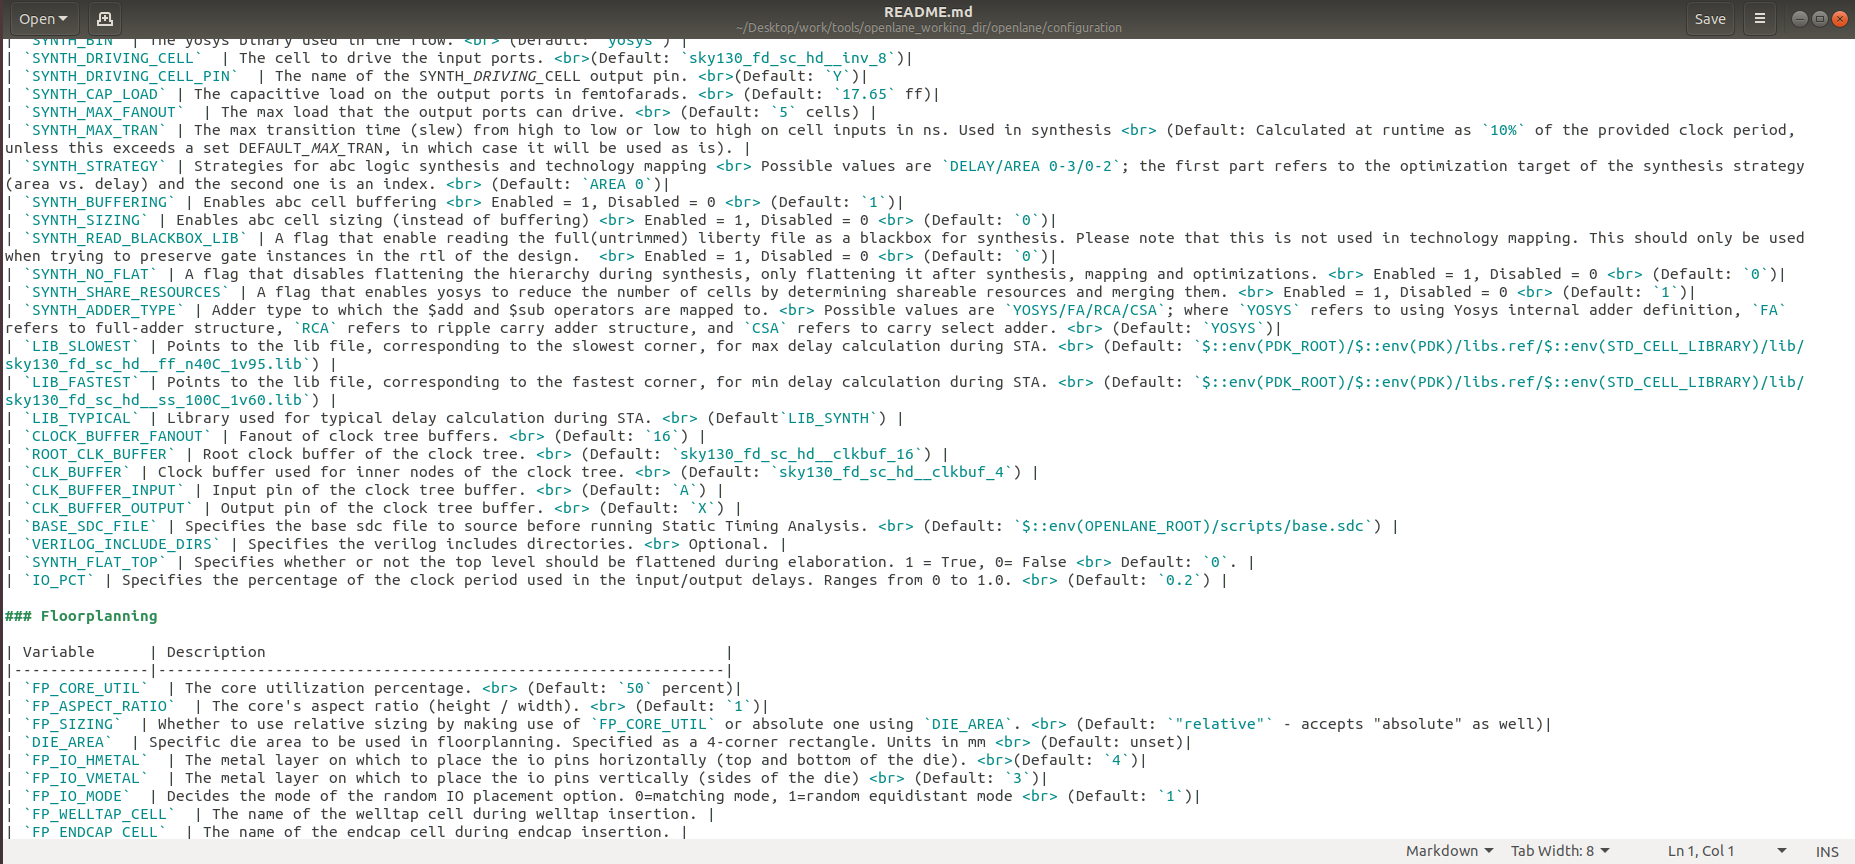 Open
README.md
~/Desktop/work/tools/openlane_working_dir/openlane/configuration
Save
| `SYNTH_BIN` | The yosys binary used in the flow. <br> (Default: `yosys`) |
| `SYNTH_DRIVING_CELL`  | The cell to drive the input ports. <br>(Default: `sky130_fd_sc_hd__inv_8`)|
| `SYNTH_DRIVING_CELL_PIN`  | The name of the SYNTH_DRIVING_CELL output pin. <br>(Default: `Y`)|
| `SYNTH_CAP_LOAD` | The capacitive load on the output ports in femtofarads. <br> (Default: `17.65` ff)|
| `SYNTH_MAX_FANOUT`  | The max load that the output ports can drive. <br> (Default: `5` cells) |
| `SYNTH_MAX_TRAN` | The max transition time (slew) from high to low or low to high on cell inputs in ns. Used in synthesis <br> (Default: Calculated at runtime as `10%` of the provided clock period,
unless this exceeds a set DEFAULT_MAX_TRAN, in which case it will be used as is). |
| `SYNTH_STRATEGY` | Strategies for abc logic synthesis and technology mapping <br> Possible values are `DELAY/AREA 0-3/0-2`; the first part refers to the optimization target of the synthesis strategy
(area vs. delay) and the second one is an index. <br> (Default: `AREA 0`)|
| `SYNTH_BUFFERING` | Enables abc cell buffering <br> Enabled = 1, Disabled = 0 <br> (Default: `1`)|
| `SYNTH_SIZING` | Enables abc cell sizing (instead of buffering) <br> Enabled = 1, Disabled = 0 <br> (Default: `0`)|
| `SYNTH_READ_BLACKBOX_LIB` | A flag that enable reading the full(untrimmed) liberty file as a blackbox for synthesis. Please note that this is not used in technology mapping. This should only be used
when trying to preserve gate instances in the rtl of the design.  <br> Enabled = 1, Disabled = 0 <br> (Default: `0`)|
| `SYNTH_NO_FLAT` | A flag that disables flattening the hierarchy during synthesis, only flattening it after synthesis, mapping and optimizations. <br> Enabled = 1, Disabled = 0 <br> (Default: `0`)|
| `SYNTH_SHARE_RESOURCES` | A flag that enables yosys to reduce the number of cells by determining shareable resources and merging them. <br> Enabled = 1, Disabled = 0 <br> (Default: `1`)|
| `SYNTH_ADDER_TYPE` | Adder type to which the $add and $sub operators are mapped to. <br> Possible values are `YOSYS/FA/RCA/CSA`; where `YOSYS` refers to using Yosys internal adder definition, `FA`
refers to full-adder structure, `RCA` refers to ripple carry adder structure, and `CSA` refers to carry select adder. <br> (Default: `YOSYS`)|
| `LIB_SLOWEST` | Points to the lib file, corresponding to the slowest corner, for max delay calculation during STA. <br> (Default: `$::env(PDK_ROOT)/$::env(PDK)/libs.ref/$::env(STD_CELL_LIBRARY)/lib/
sky130_fd_sc_hd__ff_n40C_1v95.lib`) |
| `LIB_FASTEST` | Points to the lib file, corresponding to the fastest corner, for min delay calculation during STA. <br> (Default: `$::env(PDK_ROOT)/$::env(PDK)/libs.ref/$::env(STD_CELL_LIBRARY)/lib/
sky130_fd_sc_hd__ss_100C_1v60.lib`) |
| `LIB_TYPICAL` | Library used for typical delay calculation during STA. <br> (Default`LIB_SYNTH`) |
| `CLOCK_BUFFER_FANOUT` | Fanout of clock tree buffers. <br> (Default: `16`) |
| `ROOT_CLK_BUFFER` | Root clock buffer of the clock tree. <br> (Default: `sky130_fd_sc_hd__clkbuf_16`) |
| `CLK_BUFFER` | Clock buffer used for inner nodes of the clock tree. <br> (Default: `sky130_fd_sc_hd__clkbuf_4`) |
| `CLK_BUFFER_INPUT` | Input pin of the clock tree buffer. <br> (Default: `A`) |
| `CLK_BUFFER_OUTPUT` | Output pin of the clock tree buffer. <br> (Default: `X`) |
| `BASE_SDC_FILE` | Specifies the base sdc file to source before running Static Timing Analysis. <br> (Default: `$::env(OPENLANE_ROOT)/scripts/base.sdc`) |
| `VERILOG_INCLUDE_DIRS` | Specifies the verilog includes directories. <br> Optional. |
| `SYNTH_FLAT_TOP` | Specifies whether or not the top level should be flattened during elaboration. 1 = True, 0= False <br> Default: `0`. |
| `IO_PCT` | Specifies the percentage of the clock period used in the input/output delays. Ranges from 0 to 1.0. <br> (Default: `0.2`) |
### Floorplanning
| Variable      | Description                                                   |
|---------------|---------------------------------------------------------------|
| `FP_CORE_UTIL`  | The core utilization percentage. <br> (Default: `50` percent)|
| `FP_ASPECT_RATIO`  | The core's aspect ratio (height / width). <br> (Default: `1`)|
| `FP_SIZING`  | Whether to use relative sizing by making use of `FP_CORE_UTIL` or absolute one using `DIE_AREA`. <br> (Default: `"relative"` - accepts "absolute" as well)|
| `DIE_AREA`  | Specific die area to be used in floorplanning. Specified as a 4-corner rectangle. Units in mm <br> (Default: unset)|
| `FP_IO_HMETAL`  | The metal layer on which to place the io pins horizontally (top and bottom of the die). <br>(Default: `4`)|
| `FP_IO_VMETAL`  | The metal layer on which to place the io pins vertically (sides of the die) <br> (Default: `3`)|
| `FP_IO_MODE`  | Decides the mode of the random IO placement option. 0=matching mode, 1=random equidistant mode <br> (Default: `1`)|
| `FP_WELLTAP_CELL`  | The name of the welltap cell during welltap insertion. |
| `FP_ENDCAP_CELL`  | The name of the endcap cell during endcap insertion. |
Markdown
Tab Width: 8
Ln 1, Col 1
INS